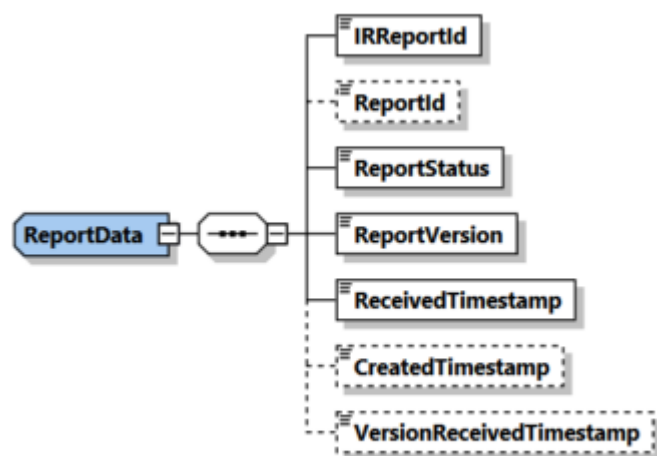 IRReportId
ReportId
ReportStatus
ReportData
ReportVersion
ReceivedTimestamp
CreatedTimestamp
VersionReceivedTimestamp